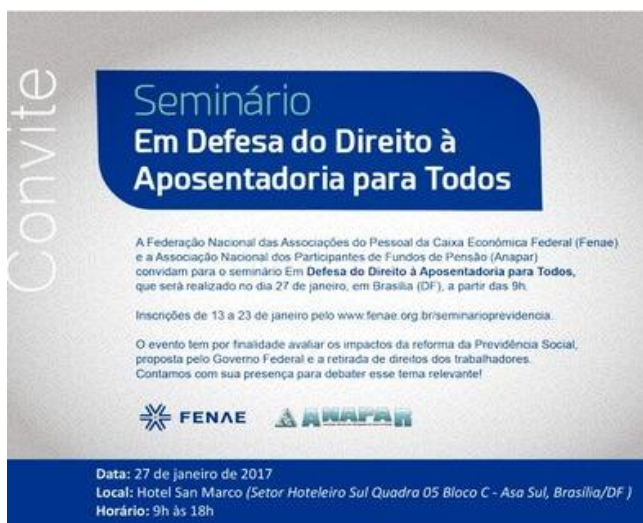 Convite
Seminário
Em Defesa do Direito à
Aposentadoria para Todos
A Federação Nacional das Associações do Pessoal da Caixa Econômica Federal (Fenae)
e a Associação Nacional dos Participantes de Fundos de Pensão (Anapar)
convidam para o seminário Em Defesa do Direito à Aposentadoria para Todos,
que será realizado no dia 27 de janeiro, em Brasília (DF), a partir das 9h.
Inscrições de 13 a 23 de janeiro pelo www.fenae.org.br/seminarioprevidencia.
O evento tem por finalidade avaliar os impactos da reforma da Previdência Social,
proposta pelo Governo Federal e a retirada de direitos dos trabalhadores.
Contamos com sua presença para debater esse tema relevante!
FENAE
ANAPAR
Data: 27 de janeiro de 2017
Local: Hotel San Marco (Setor Hoteleiro Sul Quadra 05 Bloco C - Asa Sul, Brasília/DF )
Horário: 9h às 18h